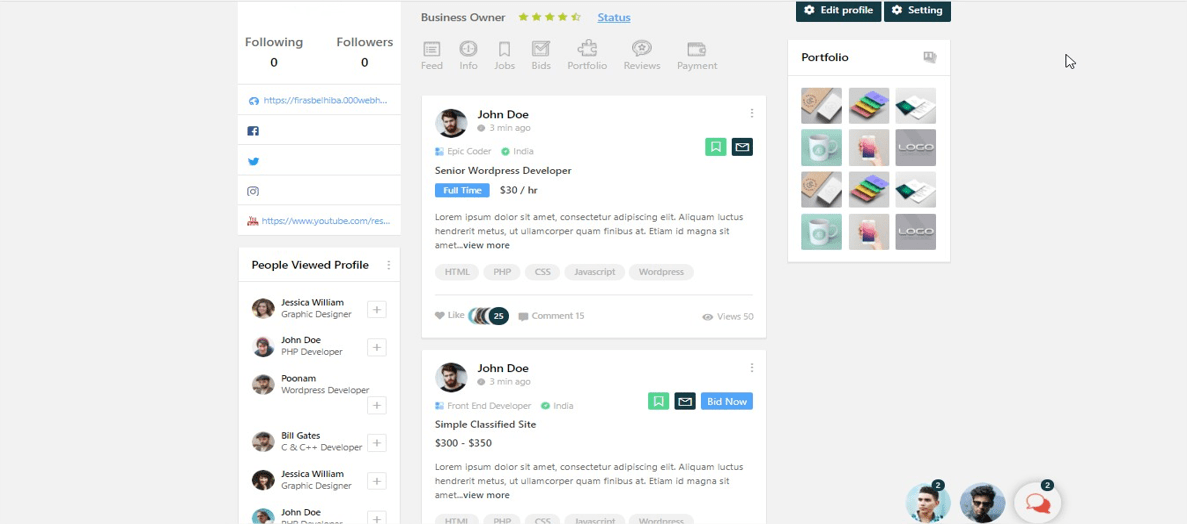 Following
Followers
0
0
https://firasbelhiba.000webh...
https://www.youtube.com/res...
People Viewed Profile
Jessica William
Graphic Designer
John Doe
PHP Developer
Poonam
Wordpress Developer
Bill Gates
C & C++ Developer
Jessica William
Graphic Designer
John Doe
PHP Developer
Business Owner
Status
Feed
Info
Jobs
Bids
Portfolio
Reviews
Payment
John Doe
3 min ago
Epic Coder
India
Senior Wordpress Developer
Full Time
$30 / hr
Lorem ipsum dolor sit amet, consectetur adipiscing elit. Aliquam luctus
hendrerit metus, ut ullamcorper quam finibus at. Etiam id magna sit
amet...view more
HTML
PHP
CSS
Javascript
Wordpress
Like
25
Comment 15
Views 50
John Doe
3 min ago
Front End Developer
India
Bid Now
Simple Classified Site
$300 - $350
Lorem ipsum dolor sit amet, consectetur adipiscing elit. Aliquam luctus
hendrerit metus, ut ullamcorper quam finibus at. Etiam id magna sit
amet...view more
HTML
PHP
CSS
Javascript
Wordpress
Edit profile
Setting
Portfolio
LOGO
LOGO
2
2